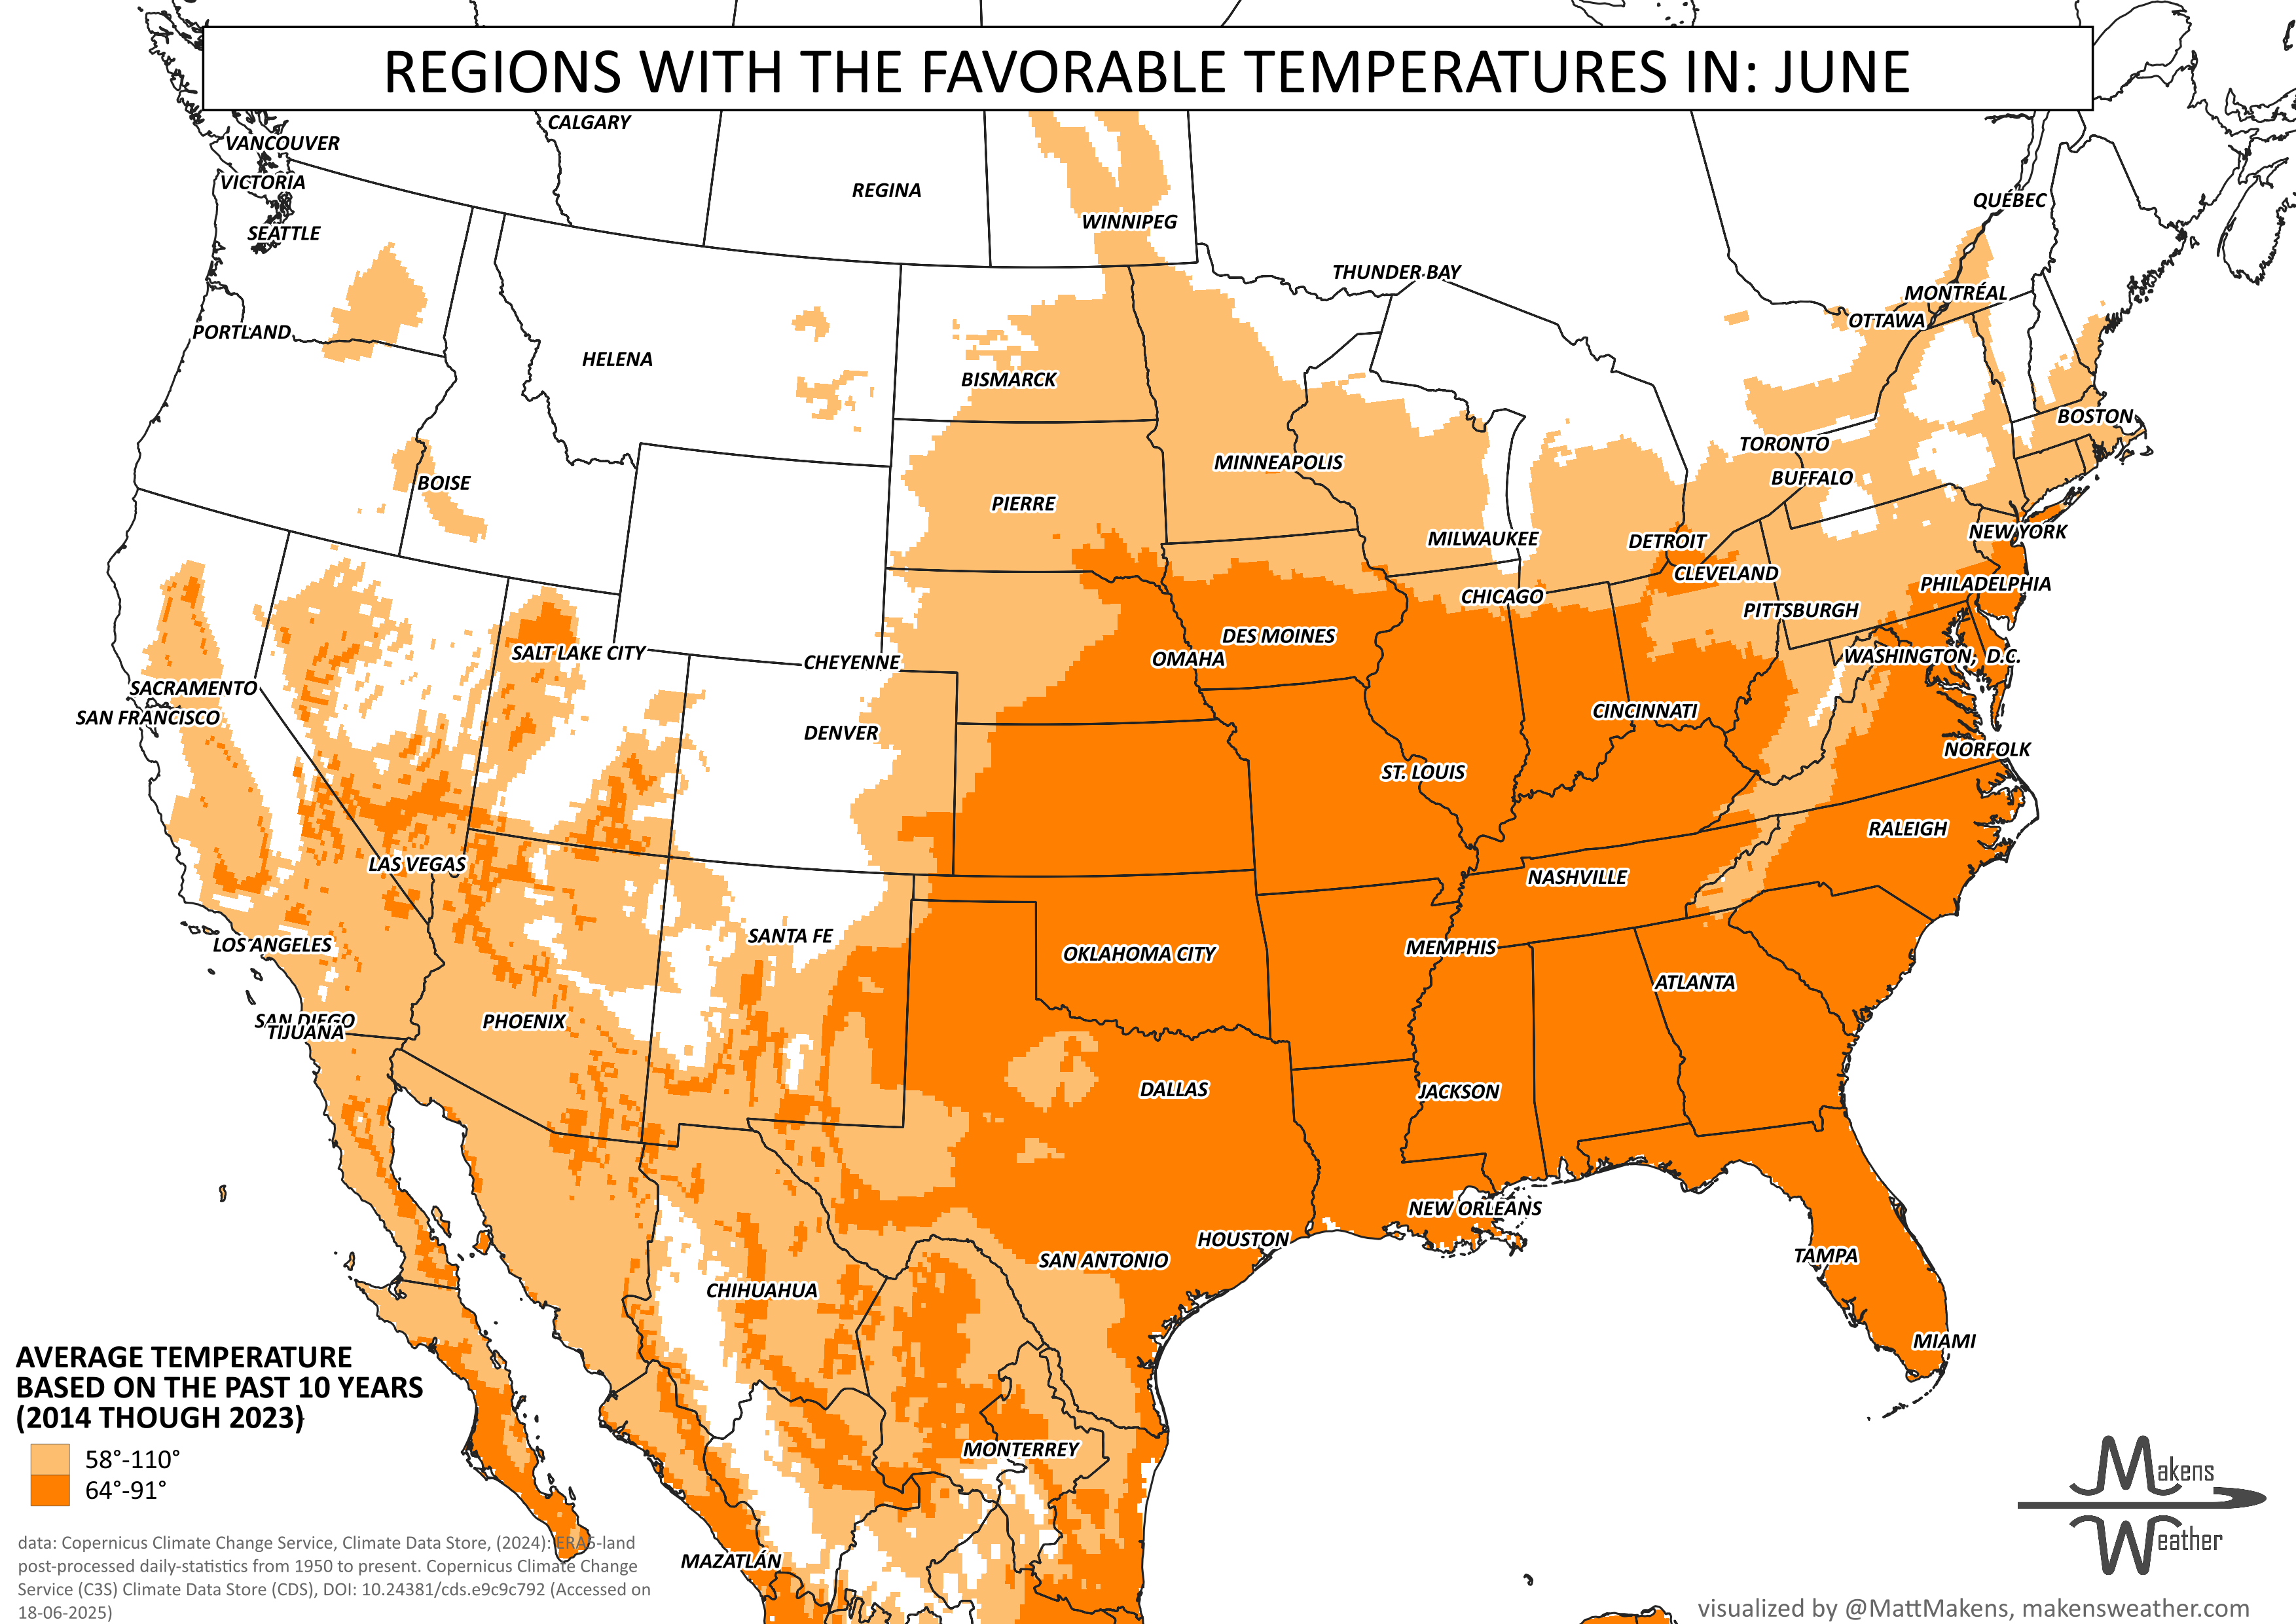 REGIONS WITH THE FAVORABLE TEMPERATURES IN: JUNE
CALGARY
VANCOUVER
VICTORIA
REGINA
QUÉBEC
WINNIPEG
SEATTLE
THUNDER BAY
MONTRÉAL
OTTAWA
PORTLAND
HELENA
BISMARCK
BOSTON
TORONTO
MINNEAPOLIS
BUFFALO
BOISE
PIERRE
NEW YORK
MILWAUKEE
DETROIT
CLEVELAND
PHILADELPHIA
CHICAGO
PITTSBURGH
DES MOINES
SALT LAKE CITY
OMAHA
WASHINGTON, D.C.
CHEYENNE
SACRAMENTO
CINCINNATI
SAN FRANCISCO
DENVER
NORFOLK
ST. LOUIS
RALEIGH
LAS VEGAS
NASHVILLE
SANTA FE
LOS ANGELES
MEMPHIS
OKLAHOMA CITY
ATLANTA
SAN DIEGO
PHOENIX
TIJUANA
DALLAS
JACKSON
NEW ORLEANS
HOUSTON
TAMPA
SAN ANTONIO
CHIHUAHUA
MIAMI
MONTERREY
MAZATLÁN
AVERAGE TEMPERATURE
BASED ON THE PAST 10 YEARS
(2014 THOUGH 2023)
58°-110°
64°-91°
data: Copernicus Climate Change Service, Climate Data Store, (2024): ERA5-land
post-processed daily-statistics from 1950 to present. Copernicus Climate Change
Service (C3S) Climate Data Store (CDS), DOI: 10.24381/cds.e9c9c792 (Accessed on
18-06-2025)
Makens
Weather
visualized by @MattMakens, makensweather.com